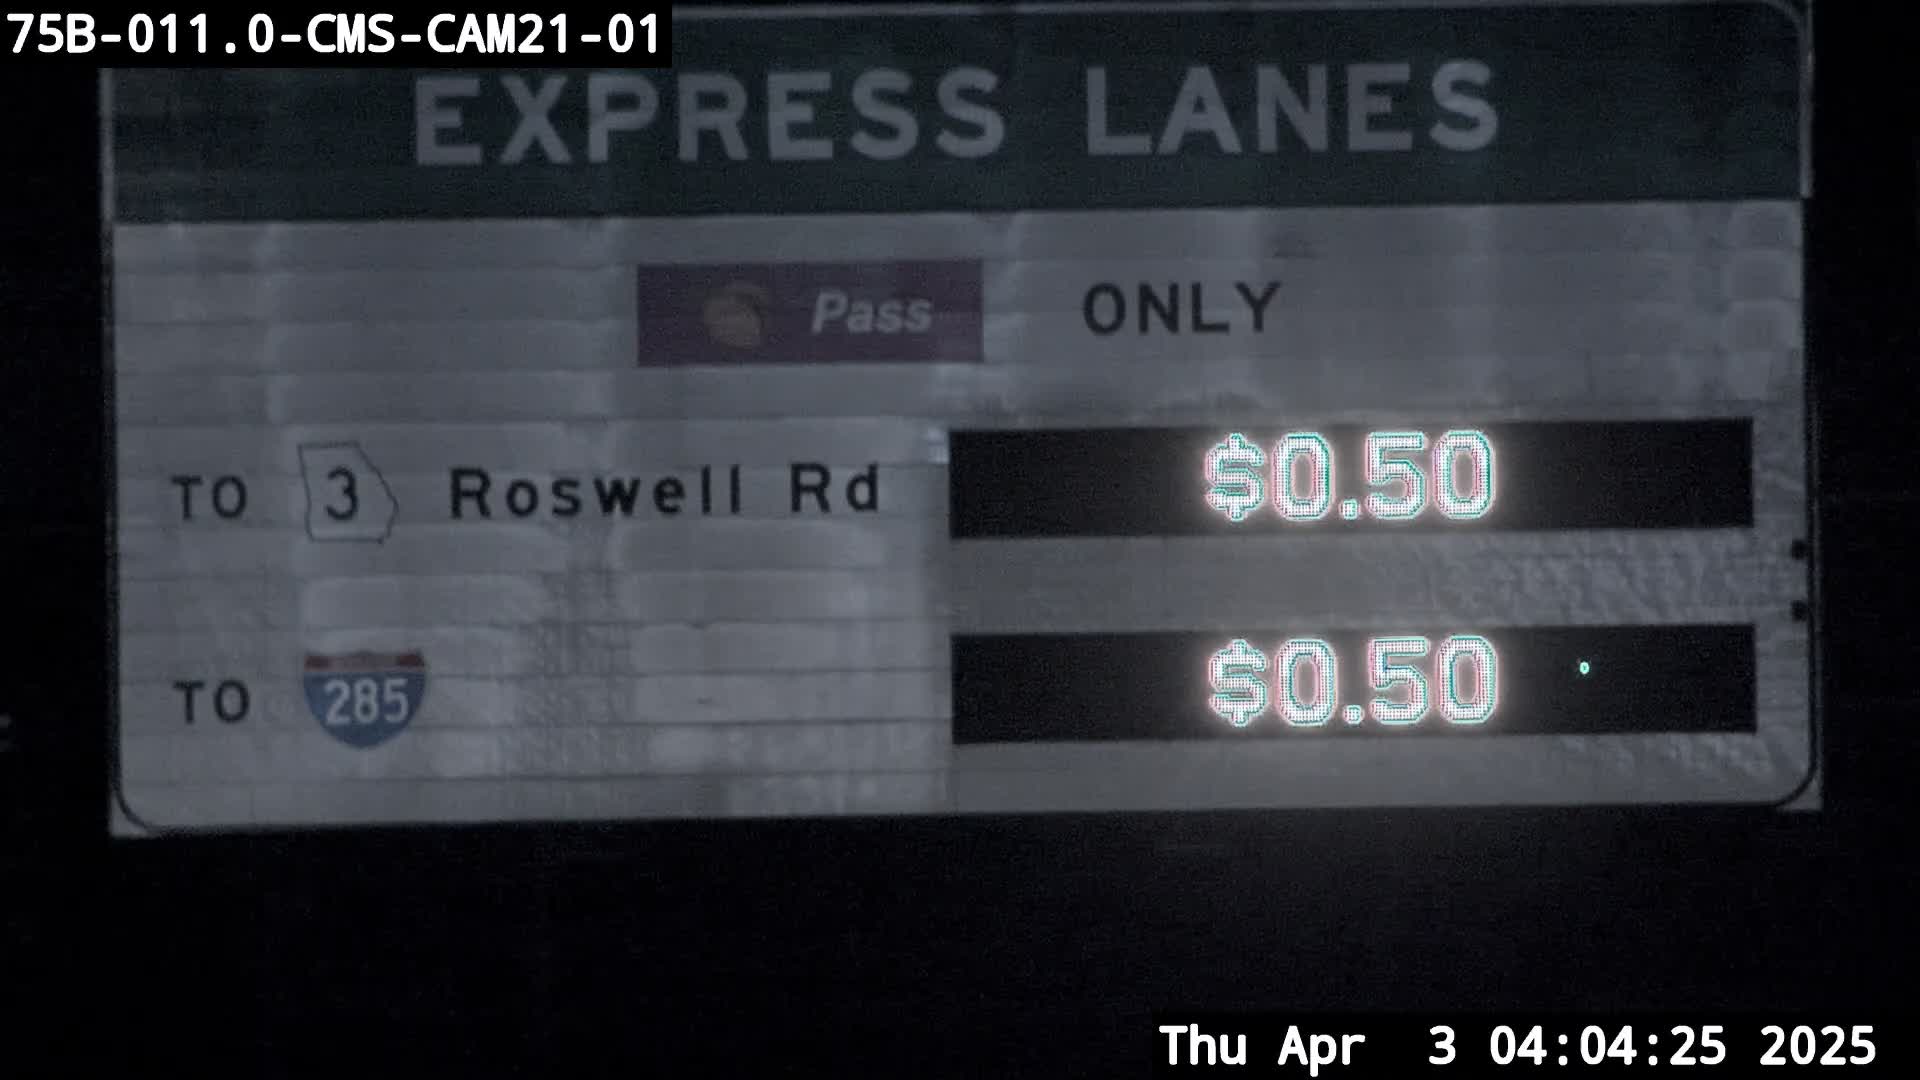 75B-011.0-CMS-CAM21-01
EXPRESS LANES
Pass ONLY
TO 3 Roswell Rd $0.50
TO 285 $0.50
Thu Apr 3 04:04:25 2025